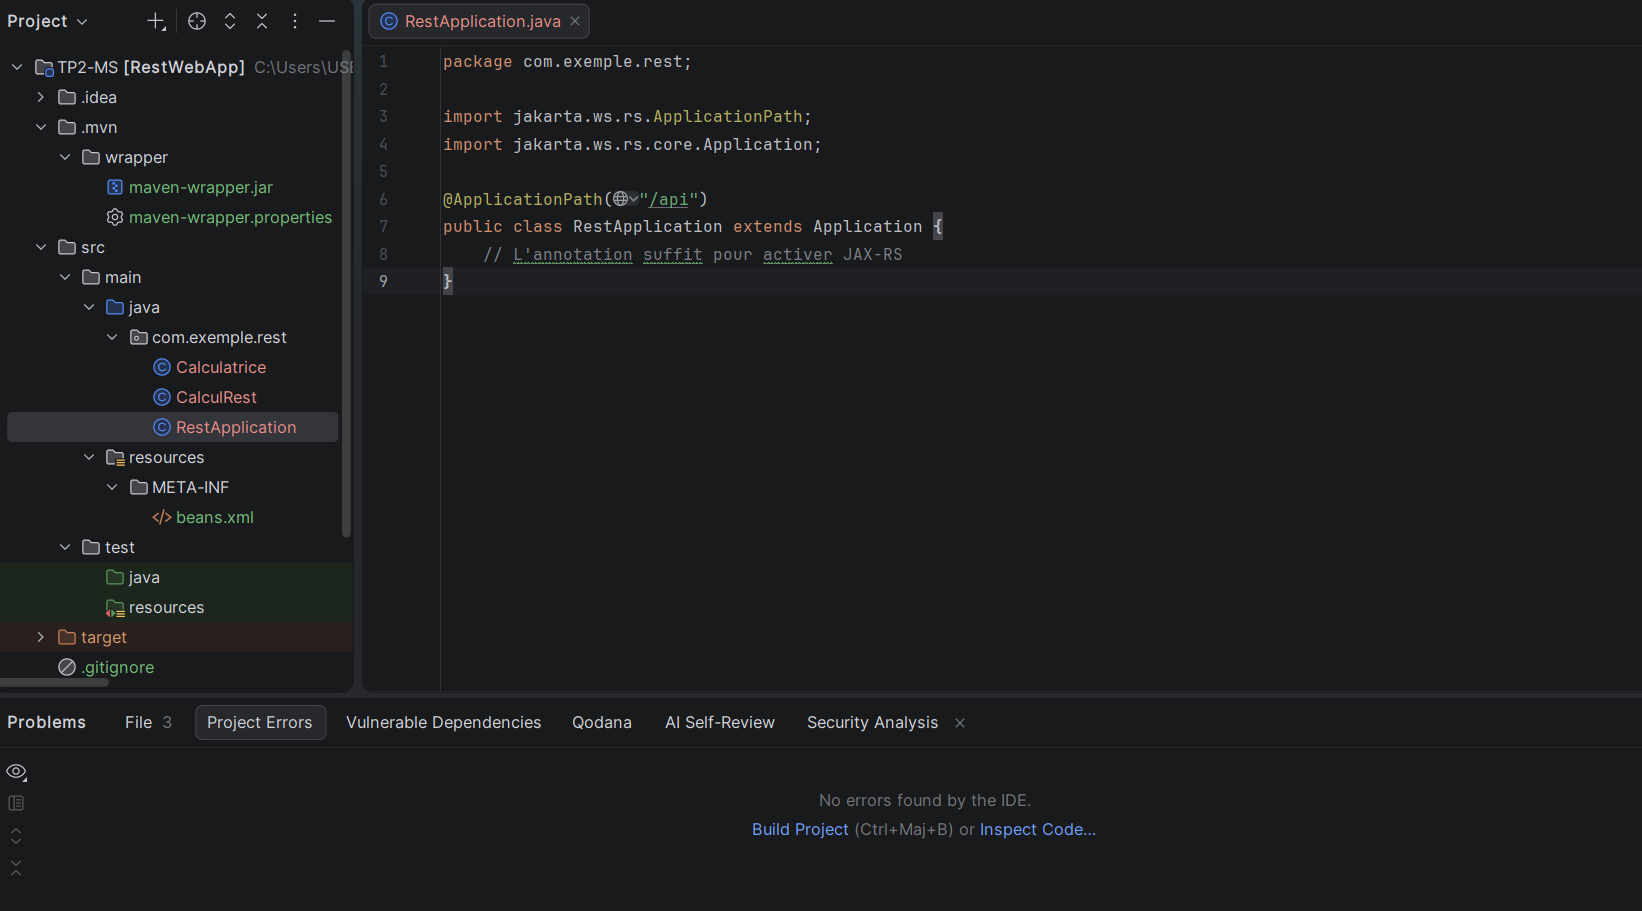 Project
TP2-MS [RestWebApp] C:\Users\USE
.idea
.mvn
wrapper
maven-wrapper.jar
maven-wrapper.properties
src
main
java
com.exemple.rest
Calculatrice
CalculRest
RestApplication
resources
META-INF
beans.xml
test
java
resources
target
.gitignore
RestApplication.java
1 package com.exemple.rest;
2
3 import jakarta.ws.rs.ApplicationPath;
4 import jakarta.ws.rs.core.Application;
5
6 @ApplicationPath("/api")
7 public class RestApplication extends Application {
8 // L'annotation suffit pour activer JAX-RS
9 }
Problems File 3 Project Errors Vulnerable Dependencies Qodana AI Self-Review Security Analysis
No errors found by the IDE.
Build Project (Ctrl+Maj+B) or Inspect Code...